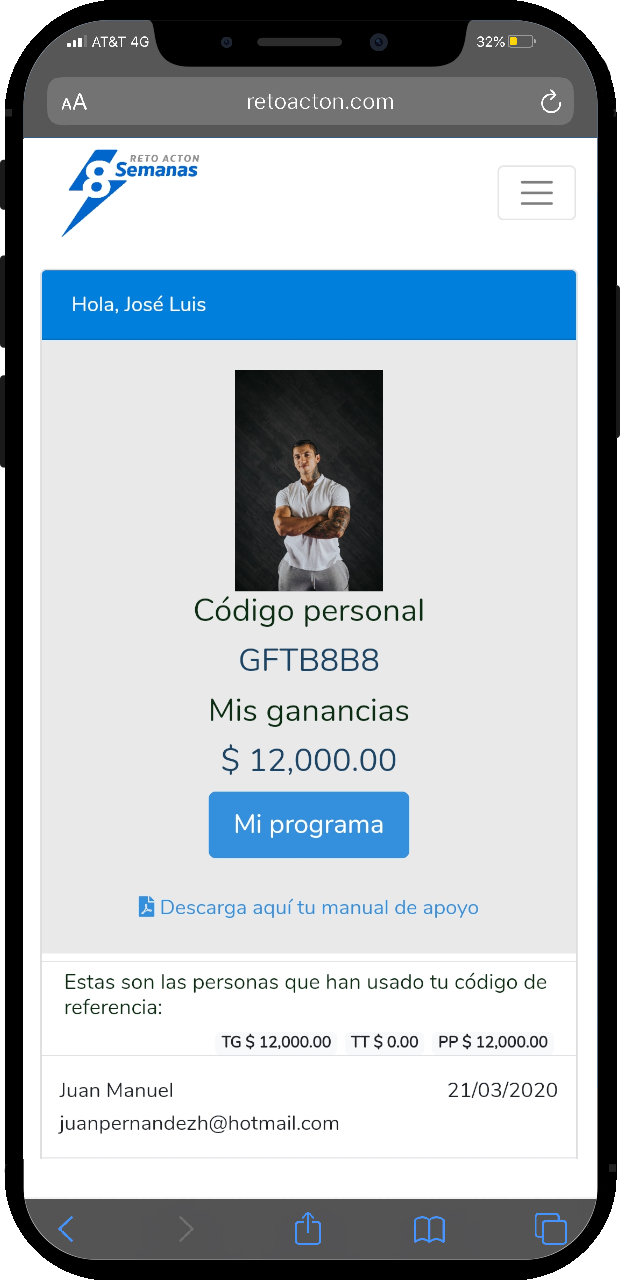 AT&T 4G
32%
AA
retoacton.com
RETO ACTON
8 Semanas
Hola, José Luis
Código personal
GFTB8B8
Mis ganancias
$ 12,000.00
Mi programa
Descarga aquí tu manual de apoyo
Estas son las personas que han usado tu código de
referencia:
TG $ 12,000.00 TT $ 0.00 PP $ 12,000.00
Juan Manuel 21/03/2020
juanpernandezh@hotmail.com